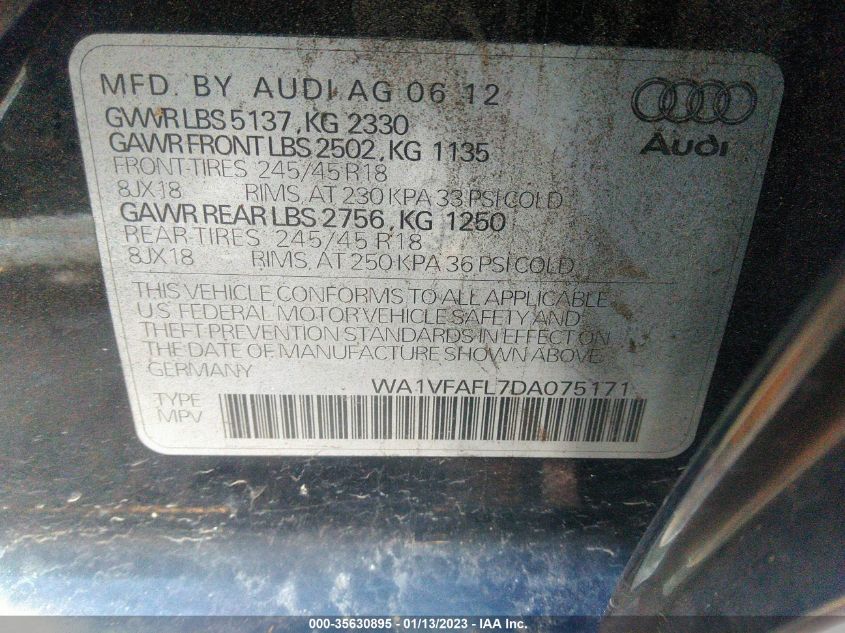 MFD. BY AUDI AG 06 12
GVWR LBS 5137, KG 2330
GAWR FRONT LBS 2502, KG 1135
FRONT-TIRES 245/45 R18
8JX18 RIMS, AT 230 KPA 33 PSI COLD
GAWR REAR LBS 2756, KG 1250
REAR-TIRES 245/45 R18
8JX18 RIMS, AT 250 KPA 36 PSI COLD
Audi
THIS VEHICLE CONFORMS TO ALL APPLICABLE
U.S. FEDERAL MOTOR VEHICLE SAFETY AND
THEFT PREVENTION STANDARDS IN EFFECT ON
THE DATE OF MANUFACTURE SHOWN ABOVE
GERMANY
WA1VFAFL7DA075171
TYPE
MPV
000-35630895 / 01/13/2023 / © IAA Inc.